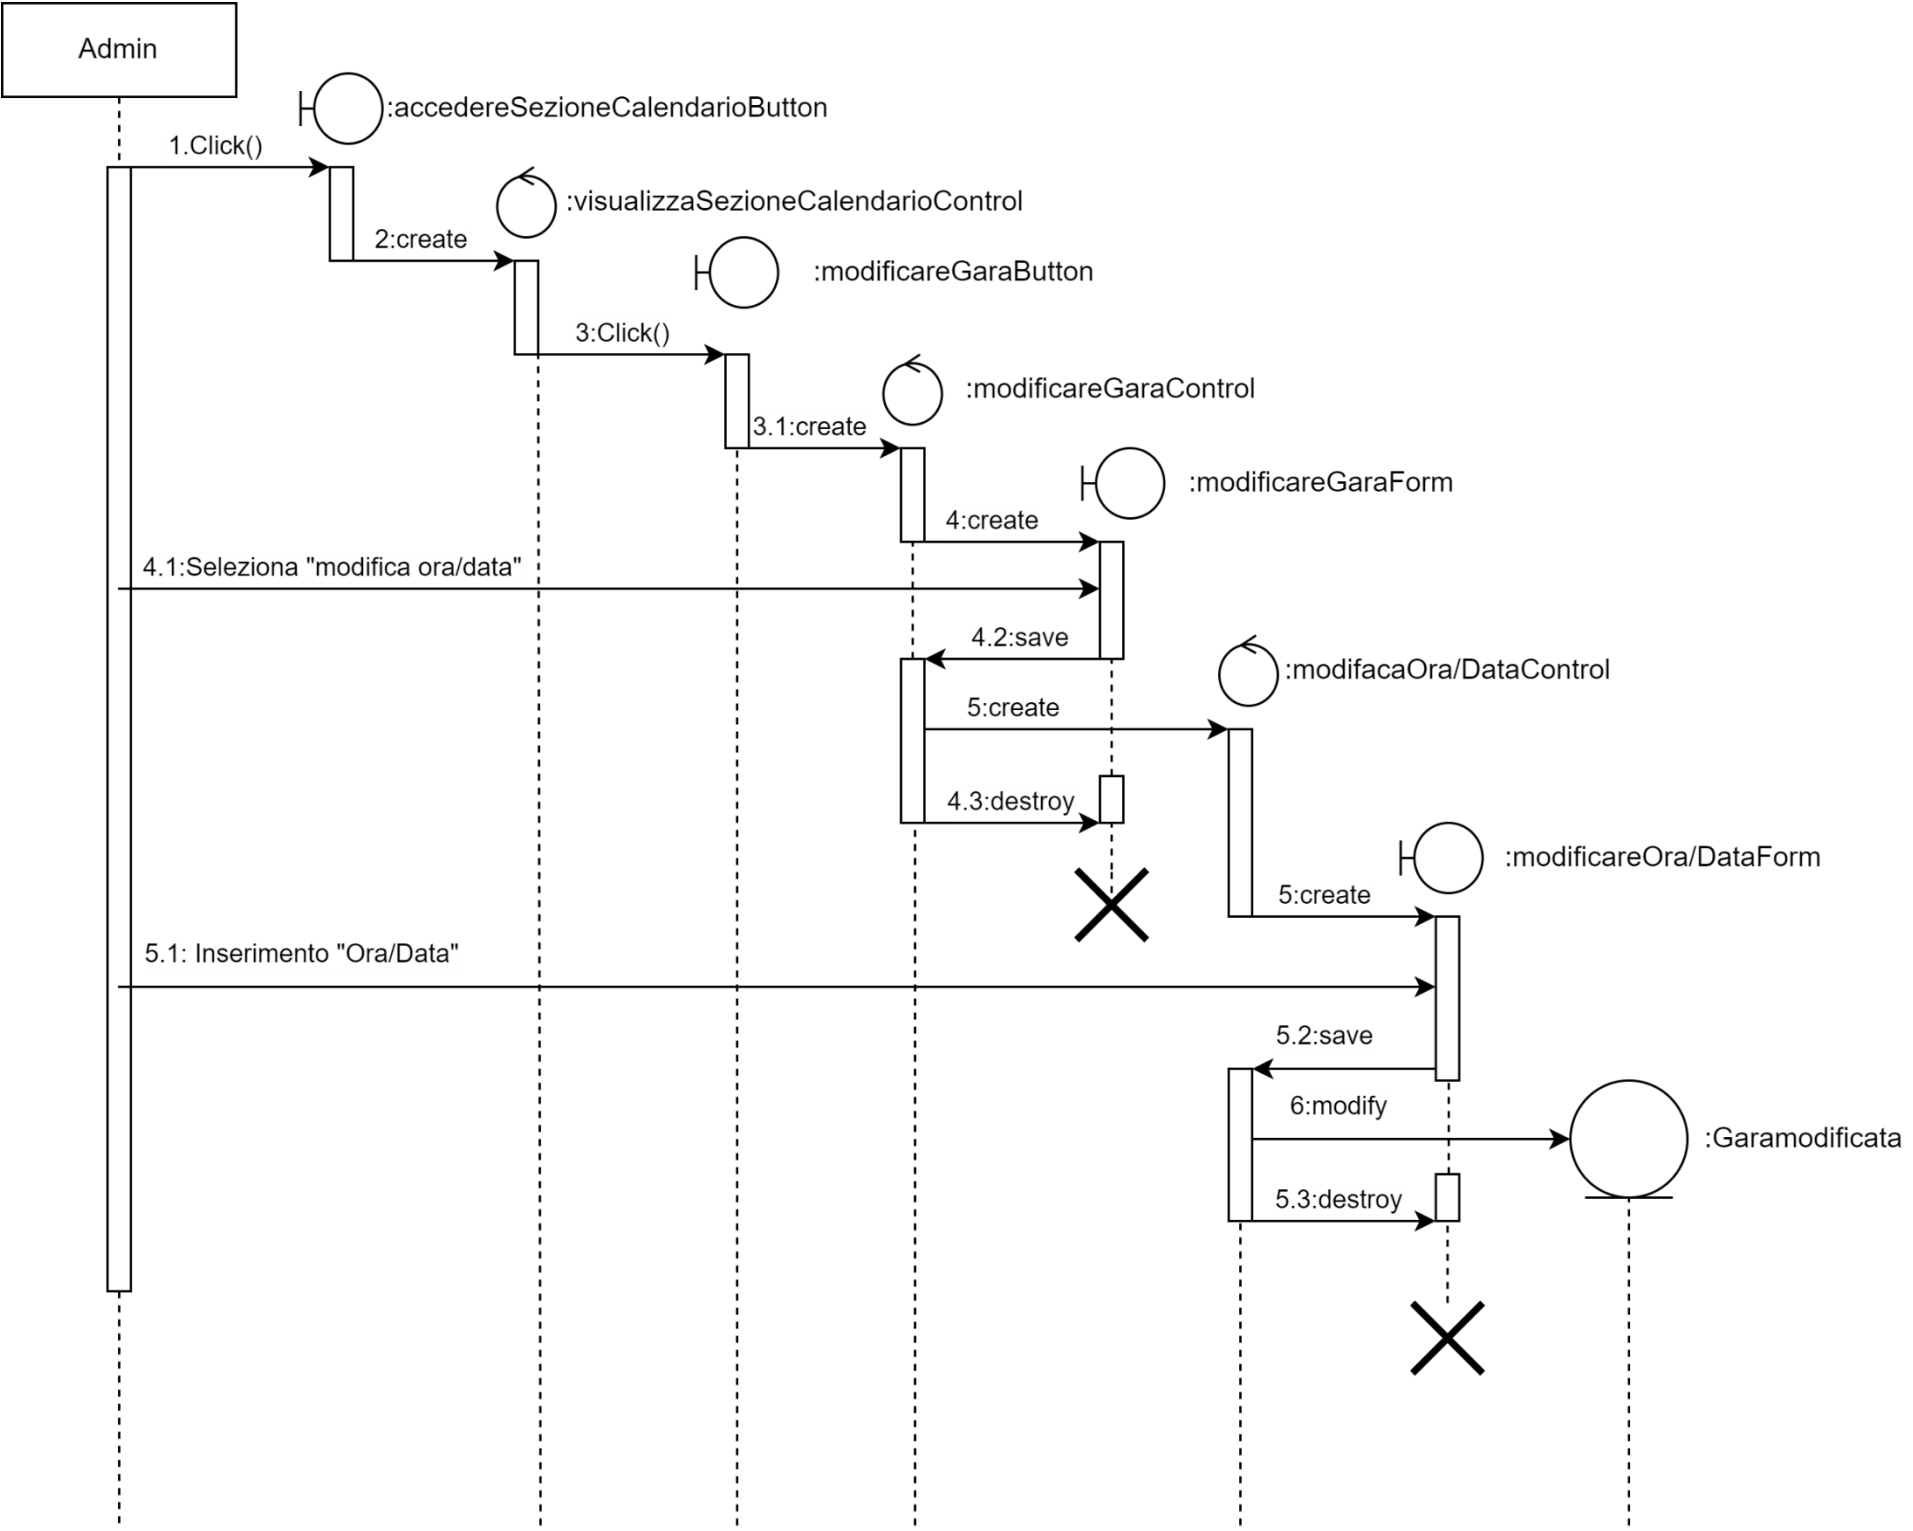 Admin
:accedereSezioneCalendarioButton
1.Click()
:visualizzaSezioneCalendarioControl
2:create
:modificareGaraButton
3:Click()
:modificareGaraControl
3.1:create
:modificareGaraForm
4:create
4.1:Seleziona "modifica ora/data"
4.2:save
:modifacaOra/DataControl
5:create
4.3:destroy
:modificareOra/DataForm
5:create
5.1: Inserimento "Ora/Data"
5.2:save
6:modify
:Garamodificata
5.3:destroy